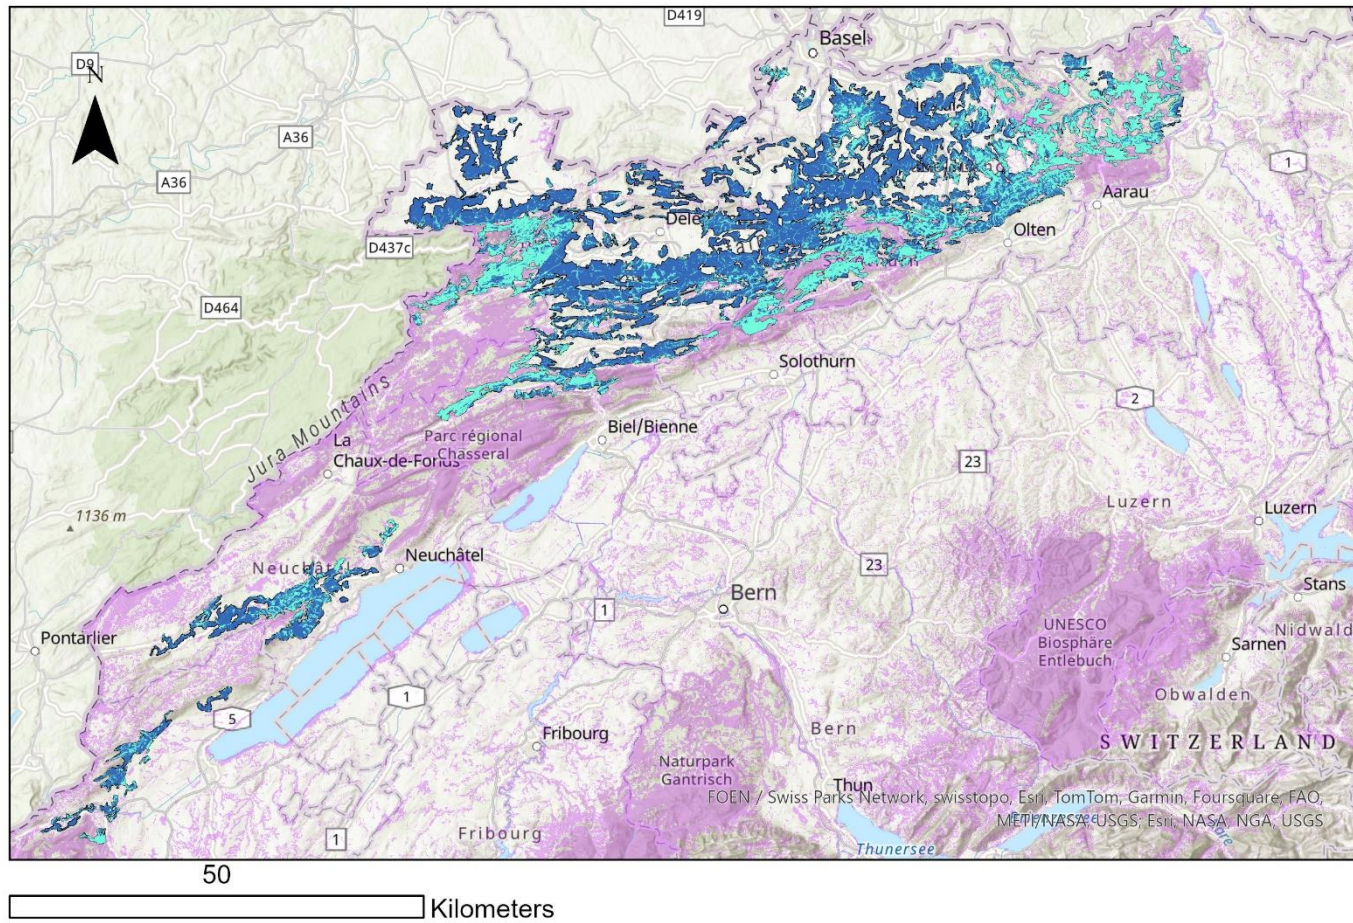 D419
Basel
D9
N
A36
1
A36
Aarau
Delé
Olten
D437c
D464
Solothurn
2
Jura Mountains
Biel/Bienne
La
Chaux-de-Fonds
Parc régional
Chasseral
23
Luzern
Luzern
1136 m
Neuchâtel
Neuchâtel
23
Bern
1
Stans
Pontarlier
UNESCO
Biosphäre
Entlebuch
Nidwald
Sarnen
1
Obwalden
5
Fribourg
Bern
SWITZERLAND
Naturpark
Gantrisch
Thun
FOEN / Swiss Parks Network, swisstopo, Esri, TomTom, Garmin, Foursquare, FAO,
METI/NASA, USGS; Esri, NASA, NGA, USGS
1
Fribourg
Thunersee
50
Kilometers